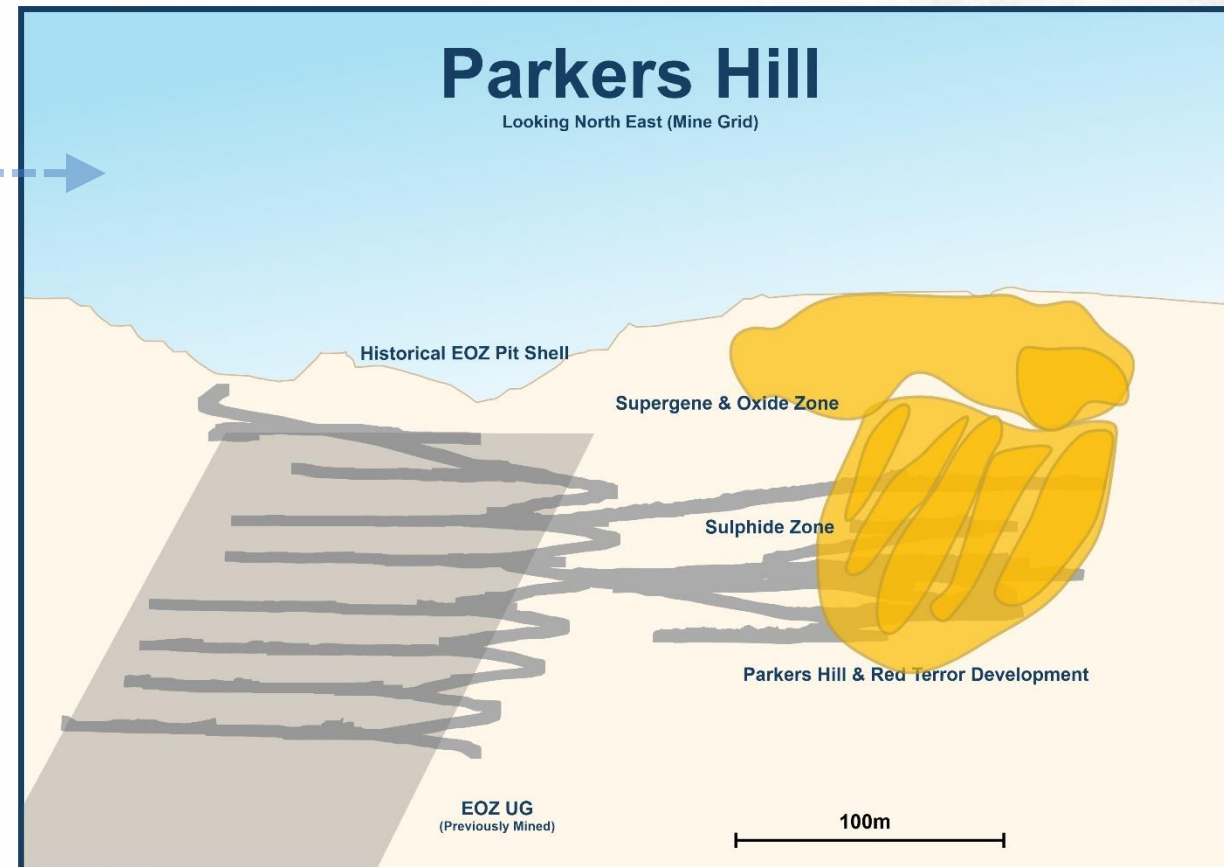 Parkers Hill
Looking North East (Mine Grid)
Historical EOZ Pit Shell
Supergene & Oxide Zone
Sulphide Zone
Parkers Hill & Red Terror Development
EOZ UG
(Previously Mined)
100m